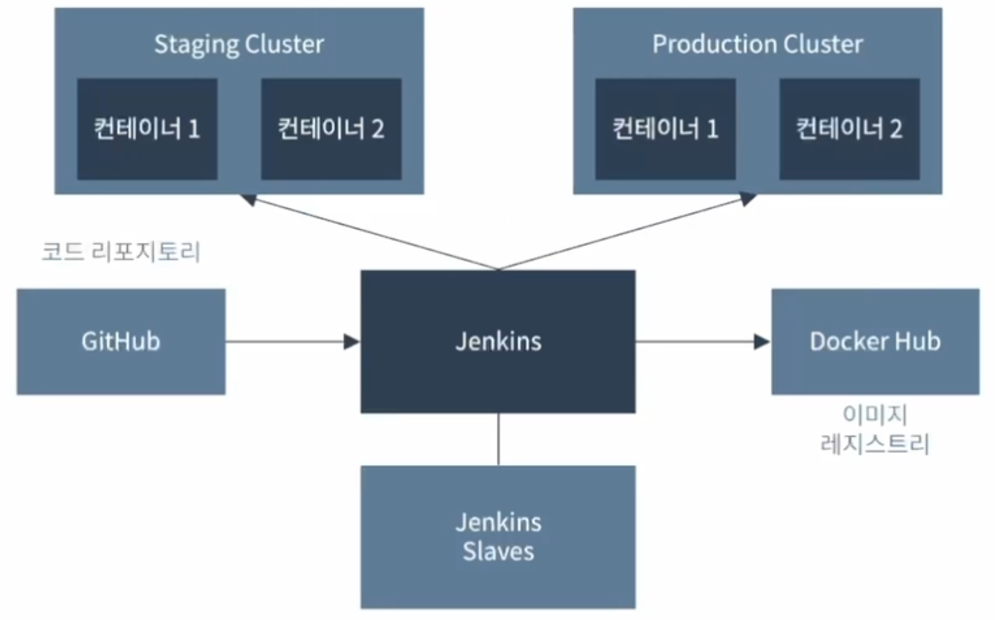 Staging Cluster
컨테이너 1
컨테이너 2
Production Cluster
컨테이너 1
컨테이너 2
코드 리포지토리
GitHub
Jenkins
Docker Hub
이미지
레지스트리
Jenkins
Slaves